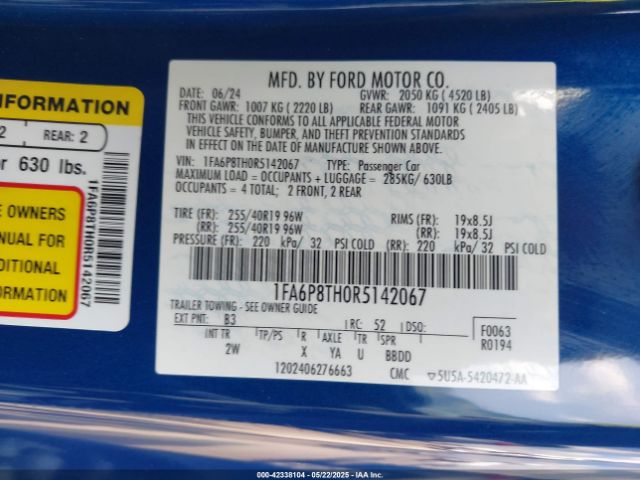 INFORMATION
2 REAR: 2
or 630 lbs.
E OWNERS
ANUAL FOR
DITIONAL
RMATION
1FA6P8TH0R5142067
MFD. BY FORD MOTOR CO.
DATE: 06/24 GVWR: 2050 KG ( 4520 LB)
FRONT GAWR: 1007 KG ( 2220 LB) REAR GAWR: 1091 KG ( 2405 LB)
THIS VEHICLE CONFORMS TO ALL APPLICABLE FEDERAL MOTOR
VEHICLE SAFETY, BUMPER, AND THEFT PREVENTION STANDARDS
IN EFFECT ON THE DATE OF MANUFACTURE SHOWN ABOVE.
VIN: 1FA6P8TH0R5142067 TYPE: Passenger Car
MAXIMUM LOAD = OCCUPANTS + LUGGAGE = 285KG/ 630LB
OCCUPANTS = 4 TOTAL; 2 FRONT, 2 REAR
TIRE (FR): 255/40R19 96W RIMS (FR): 19x8.5J
(RR): 255/40R19 96W (RR): 19x8.5J
PRESSURE (FR): 220 kPa/ 32 PSI COLD (RR): 220 kPa/ 32 PSI COLD
1FA6P8TH0R5142067
TRAILER TOWING - SEE OWNER GUIDE
EXT PNT: B3 RC: 52 DSO: F0063
INT TR TP/PS R AXLE TR SPR R0194
2W X YA U BBDD
1202406276663 CMC 5U5A-5420472-AA
000-42338104 - 05/22/2025 - IAAI.COM